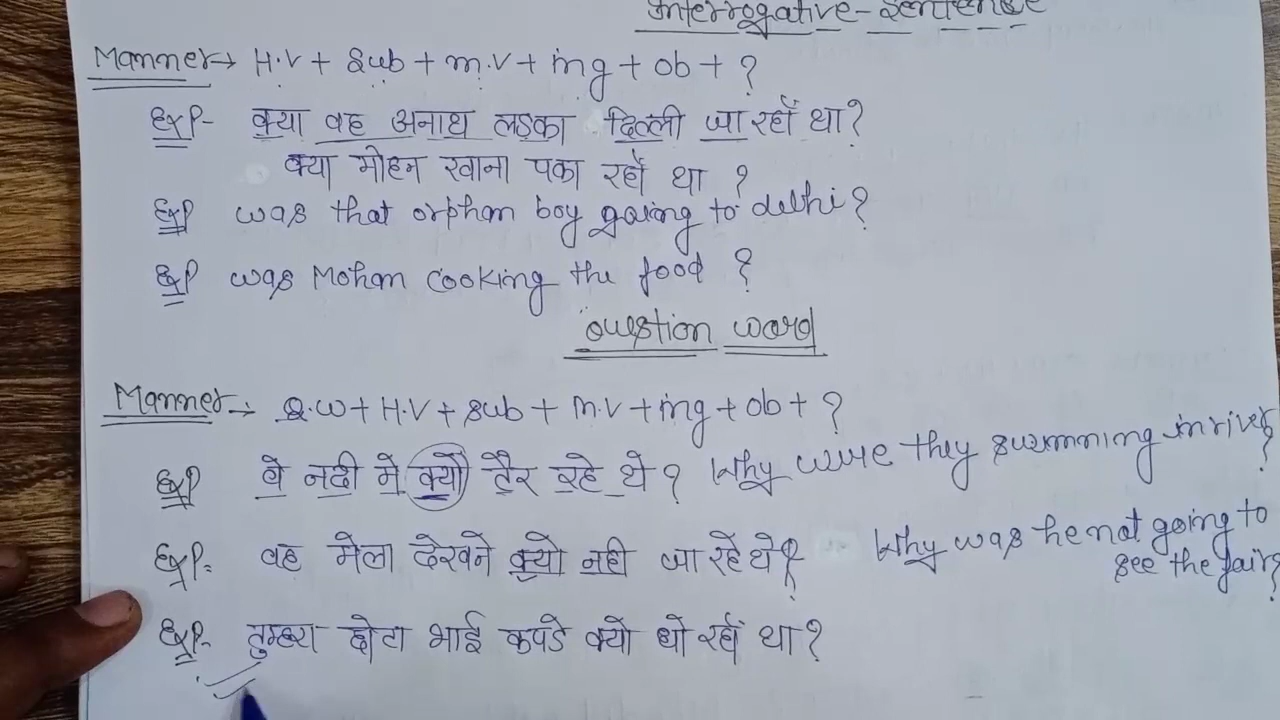 Interrogative-Sentence
Manner→ H.V + Sub + m.V + ing + ob + ?
Exp- क्या वह अनाथ लड़का दिल्ली जा रहाँ था?
क्या मोहन खाना पका रहाँ था ?
Exp was that orphan boy going to delhi?
Exp was Mohan cooking the food ?
Question word
Manner→ Q.W + H.V + Sub + m.V + ing + ob + ?
Exp वे नदी मे क्यों तैर रहे थे? Why were they swimming in river?
Exp- वह मेला देखने क्यो नही जा रहे थे? Why was he not going to
see the fair?
Exp- तुम्हारा छोटा भाई कपडे क्यो धो रहाँ था?